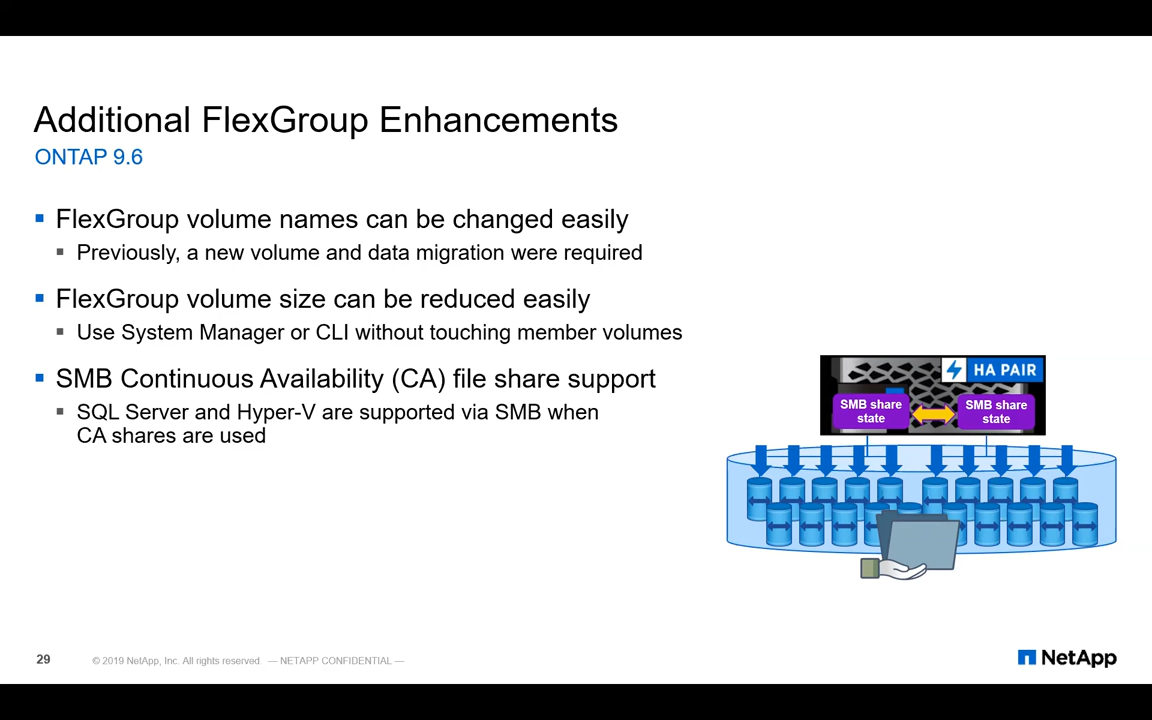 Additional FlexGroup Enhancements
ONTAP 9.6
FlexGroup volume names can be changed easily
Previously, a new volume and data migration were required
FlexGroup volume size can be reduced easily
Use System Manager or CLI without touching member volumes
SMB Continuous Availability (CA) file share support
SQL Server and Hyper-V are supported via SMB when
CA shares are used
HA PAIR
SMB share
state
SMB share
state
29
© 2019 NetApp, Inc. All rights reserved. — NETAPP CONFIDENTIAL —
NetApp